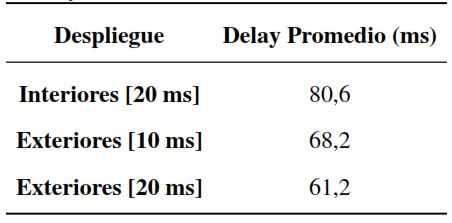 Despliegue Delay Promedio (ms)
Interiores [20 ms] 80,6
Exteriores [10 ms] 68,2
Exteriores [20 ms] 61,2